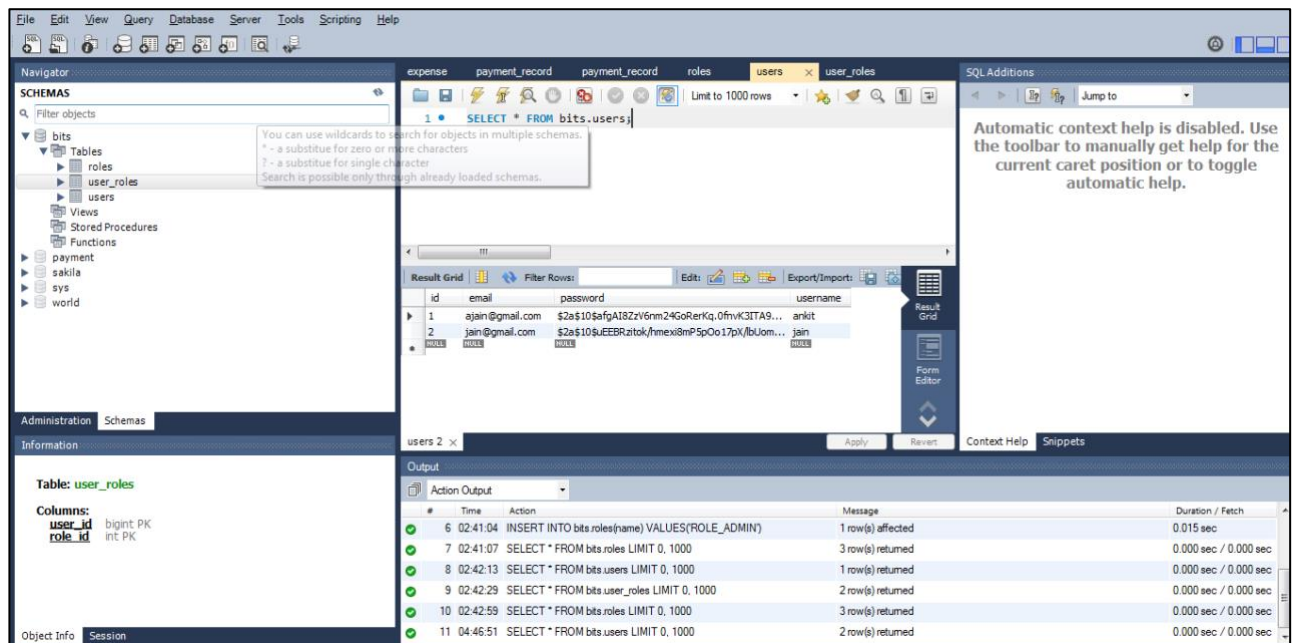 File Edit View Query Database Server Tools Scripting Help
Navigator
SCHEMAS
Filter objects
bits
Tables
roles
user_roles
users
Views
Stored Procedures
Functions
payment
sakila
sys
world
You can use wildcards to search for objects in multiple schemas.
* - a substitue for zero or more characters
? - a substitue for single character
Search is possible only through already loaded schemas.
Administration Schemas
Information
Table: user_roles
Columns:
user_id bigint PK
role_id int PK
Object Info Session
expense payment_record payment_record roles users user_roles
Limit to 1000 rows
1 SELECT * FROM bits.users;
Result Grid Filter Rows: Edit: Export/Import:
id email password username
1 ajain@gmail.com $2a$10$afgAI8ZzV6nm24GoRerKq.0fnvK3ITA9... ankit
2 jain@gmail.com $2a$10$uEEBRzitok/hmexi8mP5pOo17pX/lbUom... jain
NULL NULL NULL NULL
Result Grid
Form Editor
users 2 Apply Revert
SQL Additions
Jump to
Automatic context help is disabled. Use
the toolbar to manually get help for the
current caret position or to toggle
automatic help.
Context Help Snippets
Output
Action Output
# Time Action Message Duration / Fetch
6 02:41:04 INSERT INTO bits.roles(name) VALUES('ROLE_ADMIN') 1 row(s) affected 0.015 sec
7 02:41:07 SELECT * FROM bits.roles LIMIT 0, 1000 3 row(s) returned 0.000 sec / 0.000 sec
8 02:42:13 SELECT * FROM bits.users LIMIT 0, 1000 1 row(s) returned 0.000 sec / 0.000 sec
9 02:42:29 SELECT * FROM bits.user_roles LIMIT 0, 1000 2 row(s) returned 0.000 sec / 0.000 sec
10 02:42:59 SELECT * FROM bits.roles LIMIT 0, 1000 3 row(s) returned 0.000 sec / 0.000 sec
11 04:46:51 SELECT * FROM bits.users LIMIT 0, 1000 2 row(s) returned 0.000 sec / 0.000 sec